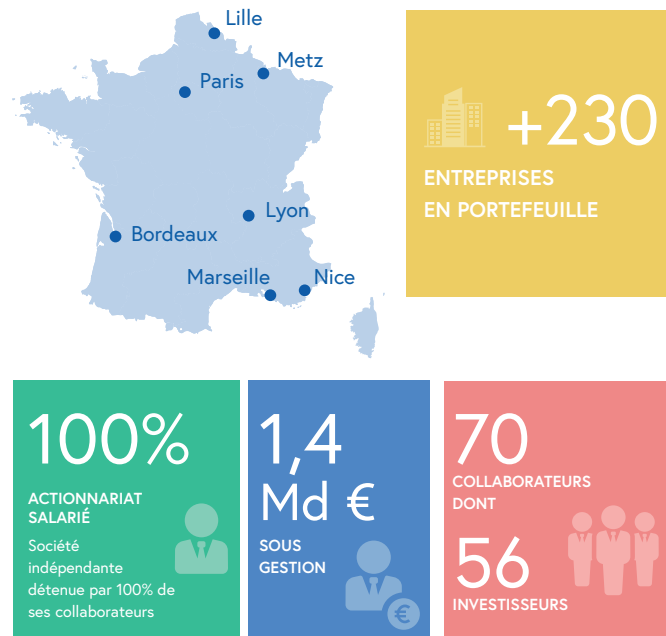 Lille
Metz
Paris
Lyon
Bordeaux
Marseille
Nice
+230
ENTREPRISES
EN PORTEFEUILLE
100%
ACTIONNARIAT
SALARIÉ
Société
indépendante
détenue par 100% de
ses collaborateurs
1,4
Md €
SOUS
GESTION
€
70
COLLABORATEURS
DONT
56
INVESTISSEURS